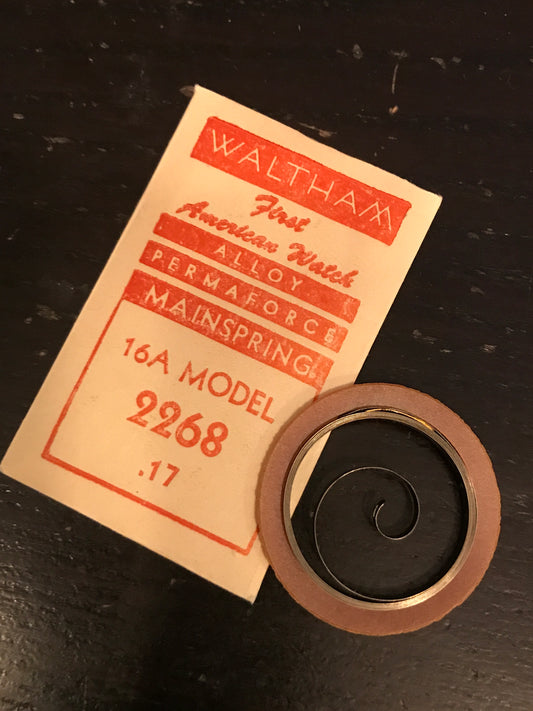 WALTHAM
First
American Watch
ALLOY
PERMAFORCE
MAINSPRING
16A MODEL
2268
.17